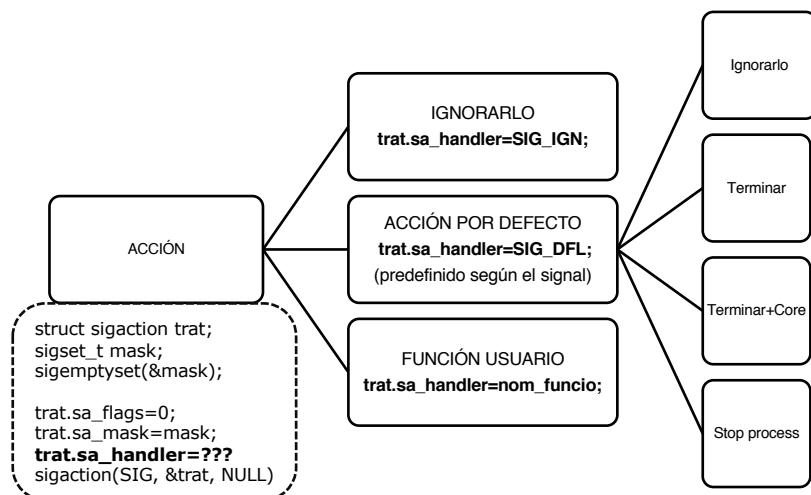 ACCIÓN
struct sigaction trat;
sigset_t mask;
sigemptyset(&mask);
trat.sa_flags=0;
trat.sa_mask=mask;
trat.sa_handler=???
sigaction(SIG, &trat, NULL)
IGNORARLO
trat.sa_handler=SIG_IGN;
ACCIÓN POR DEFECTO
trat.sa_handler=SIG_DFL;
(predefinido según el signal)
FUNCIÓN USUARIO
trat.sa_handler=nom_funcio;
Ignorarlo
Terminar
Terminar+Core
Stop process